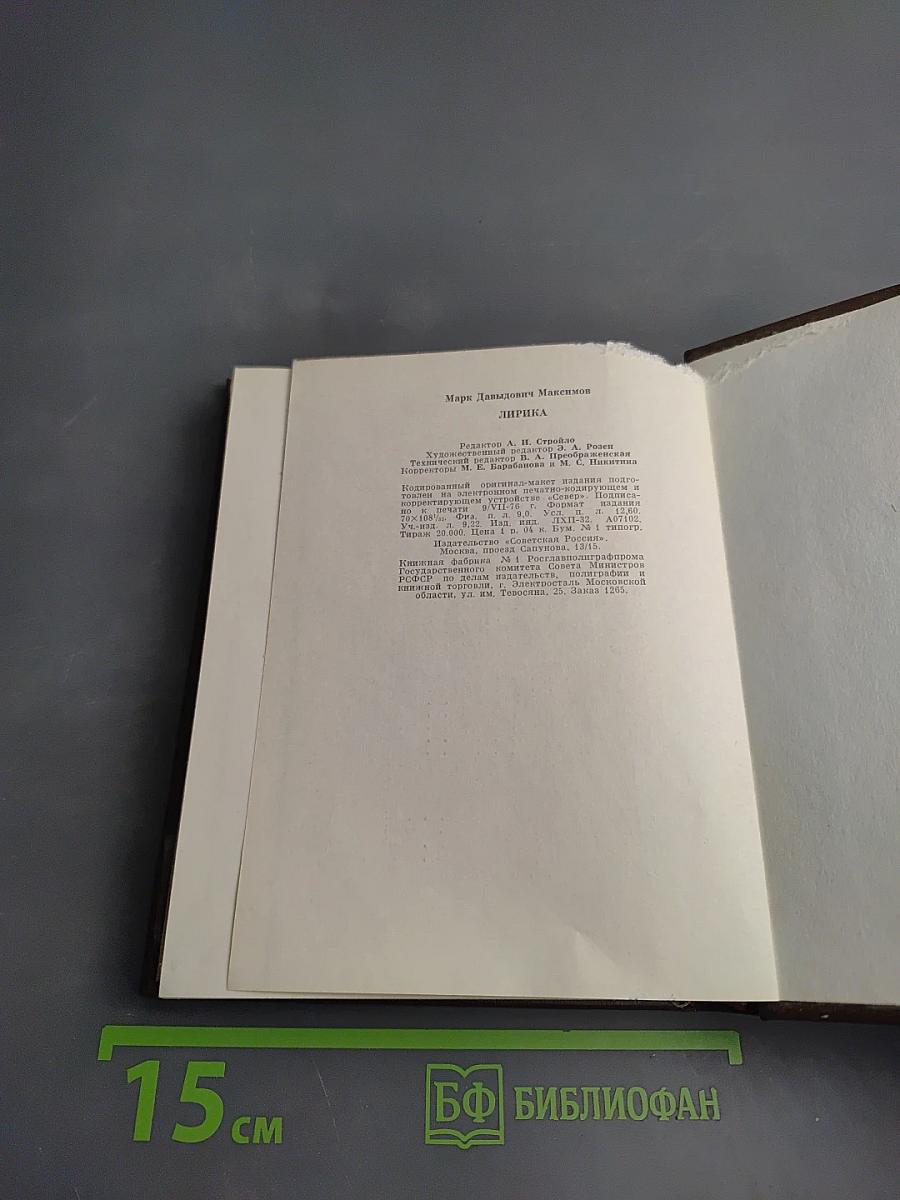 Марк Давыдович Максимов
ЛИРИКА
Редактор А. И. Стройло
Художественный редактор Э. А. Розен
Технический редактор В. А. Преображенская
Корректоры М. Е. Барабанова и М. С. Никитина
Кодированный оригинал-макет издания подго-
товлен на электронном печатно-кодирующем и
корректирующем устройстве «Север». Подписа-
но к печати 9/VII-76 г. Формат издания
70×108¹/₃₂. Физ. п. л. 9,0. Усл. п. л. 12,60.
Уч.-изд. л. 9,22. Изд. инд. ЛХП-32. А07102.
Тираж 20.000. Цена 1 р. 04 к. Бум. № 1 типогр.
Издательство «Советская Россия».
Москва, проезд Сапунова, 13/15.
Книжная фабрика №1 Росглавполиграфпрома
Государственного комитета Совета Министров
РСФСР по делам издательств, полиграфии и
книжной торговли, г. Электросталь Московской
области, ул. им. Тевосяна, 25. Заказ 1265.
15 см
БФ БИБЛИОФАН